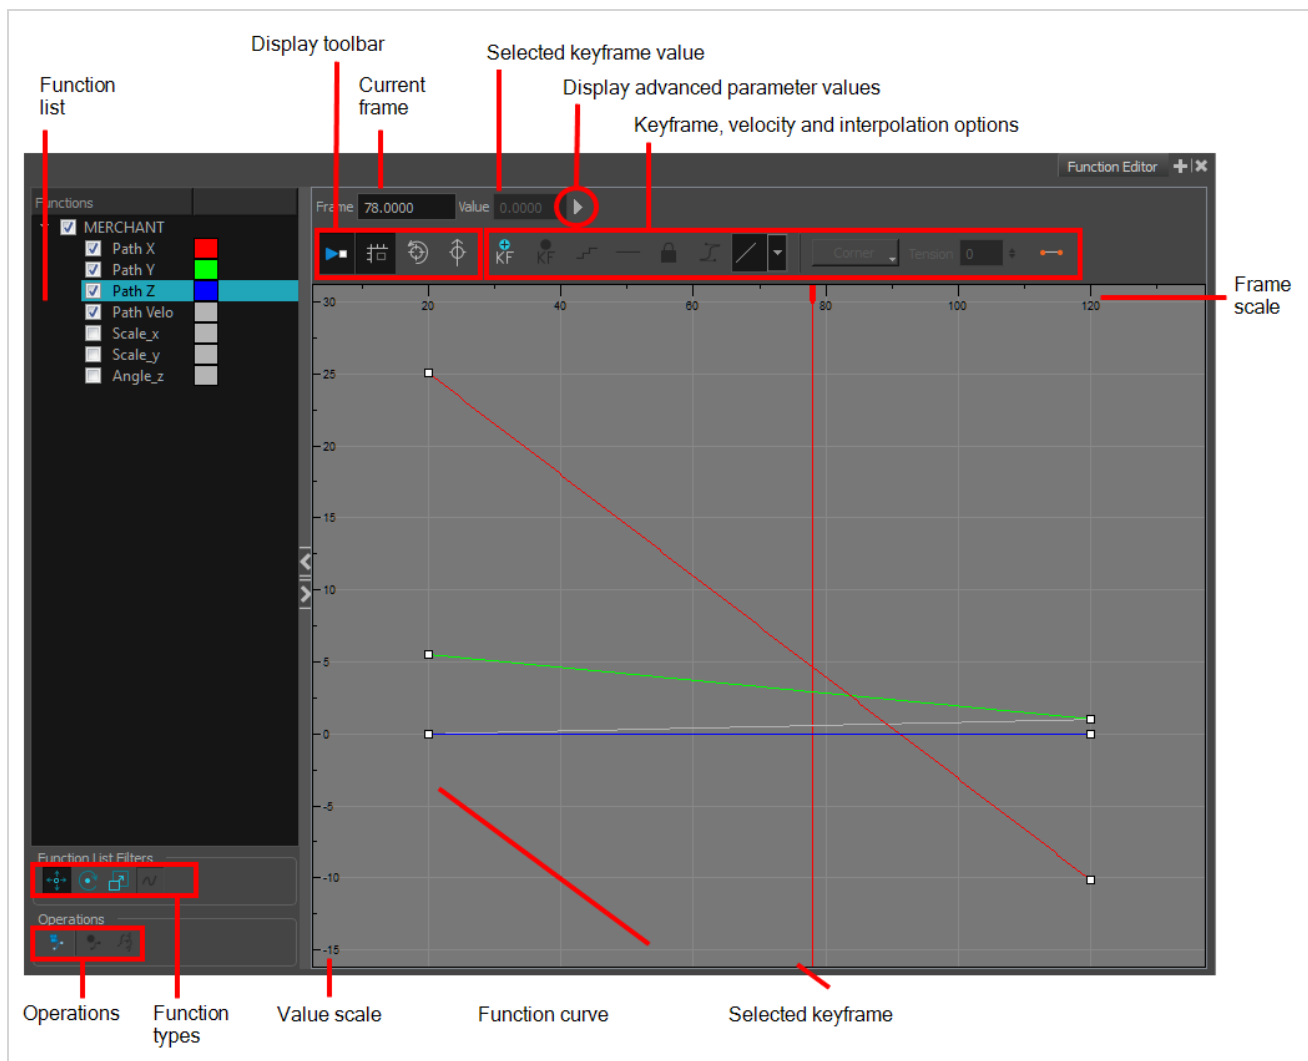 Display toolbar
Selected keyframe value
Function
list
Current
frame
Display advanced parameter values
Keyframe, velocity and interpolation options
Function Editor
Functions
Frame 78.0000 Value 0.0000
MERCHANT
Path X
Path Y
Path Z
Path Velo
Scale_x
Scale_y
Angle_z
KF KF Corner Tension 0
Frame
scale
30 20 40 60 80 100 120
25
20
15
10
5
0
-5
-10
-15
Function List Filters
Operations
Operations
Function
types
Value scale
Function curve
Selected keyframe